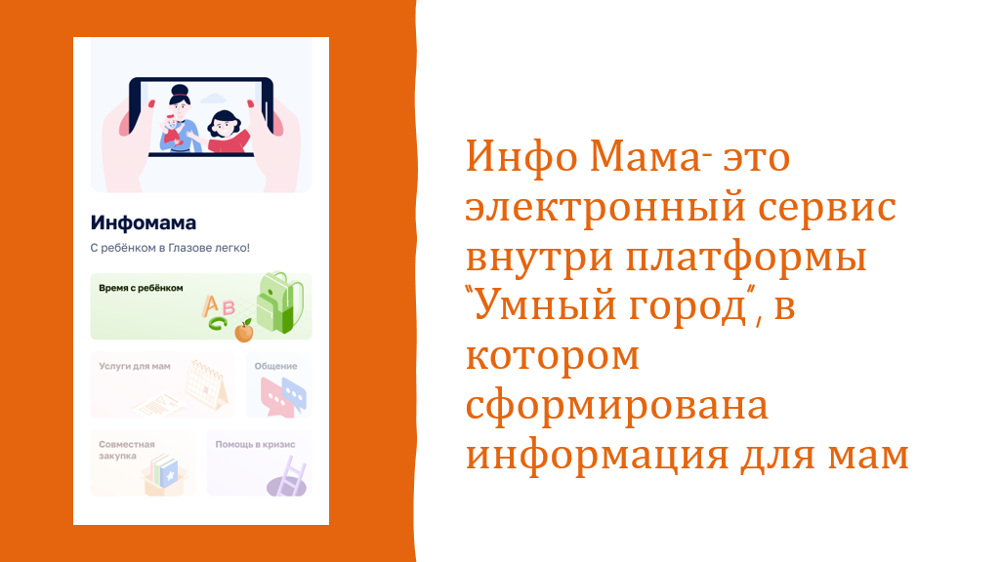 Инфомама
С ребёнком в Глазове легко!
Время с ребёнком
A B C
Услуги для мам
Общение
Совместная
закупка
Помощь в кризис
Инфо Мама- это
электронный сервис
внутри платформы
“Умный город”, в
котором
сформирована
информация для мам